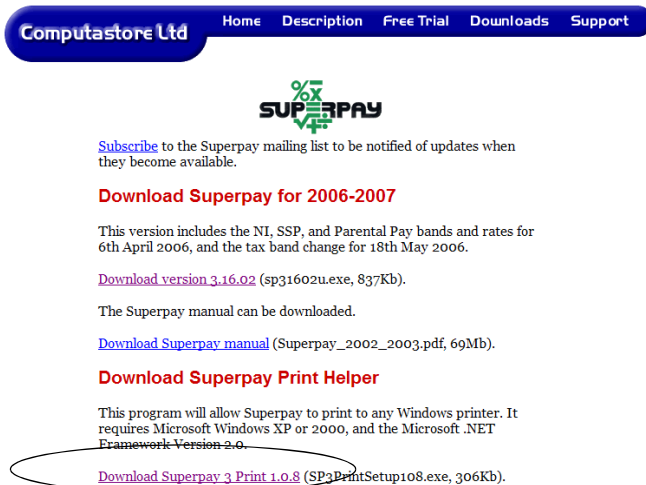 Computastore Ltd
Home Description Free Trial Downloads Support
%
SUPERPAY
Subscribe to the Superpay mailing list to be notified of updates when
they become available.
Download Superpay for 2006-2007
This version includes the NI, SSP, and Parental Pay bands and rates for
6th April 2006, and the tax band change for 18th May 2006.
Download version 3.16.02 (sp31602u.exe, 837Kb).
The Superpay manual can be downloaded.
Download Superpay manual (Superpay_2002_2003.pdf, 69Mb).
Download Superpay Print Helper
This program will allow Superpay to print to any Windows printer. It
requires Microsoft Windows XP or 2000, and the Microsoft .NET
Framework Version 2.0.
Download Superpay 3 Print 1.0.8 (SP3PrintSetup108.exe, 306Kb).